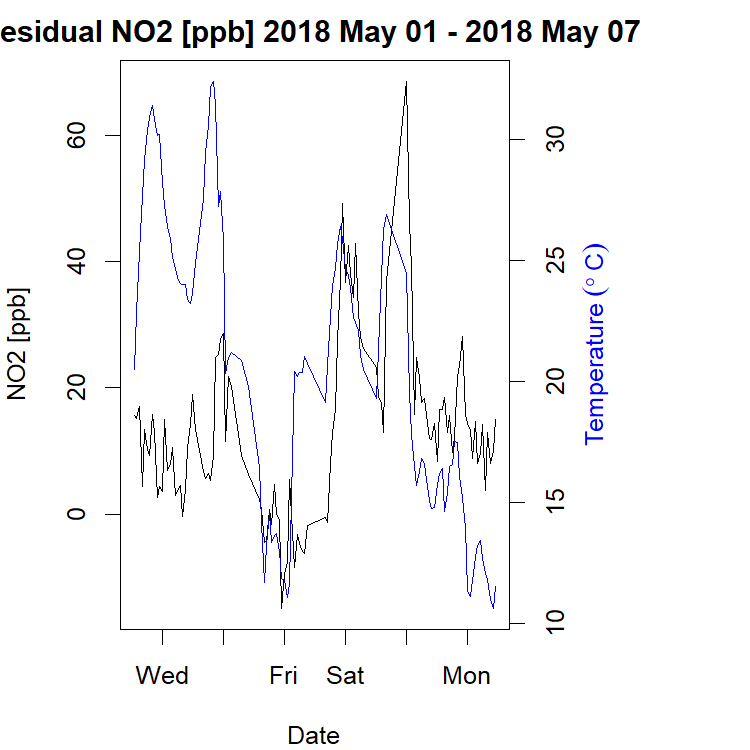 esidual NO2 [ppb] 2018 May 01 - 2018 May 07
NO2 [ppb]
60
40
20
0
30
25
20
15
10
Temperature (° C)
Wed Fri Sat Mon
Date